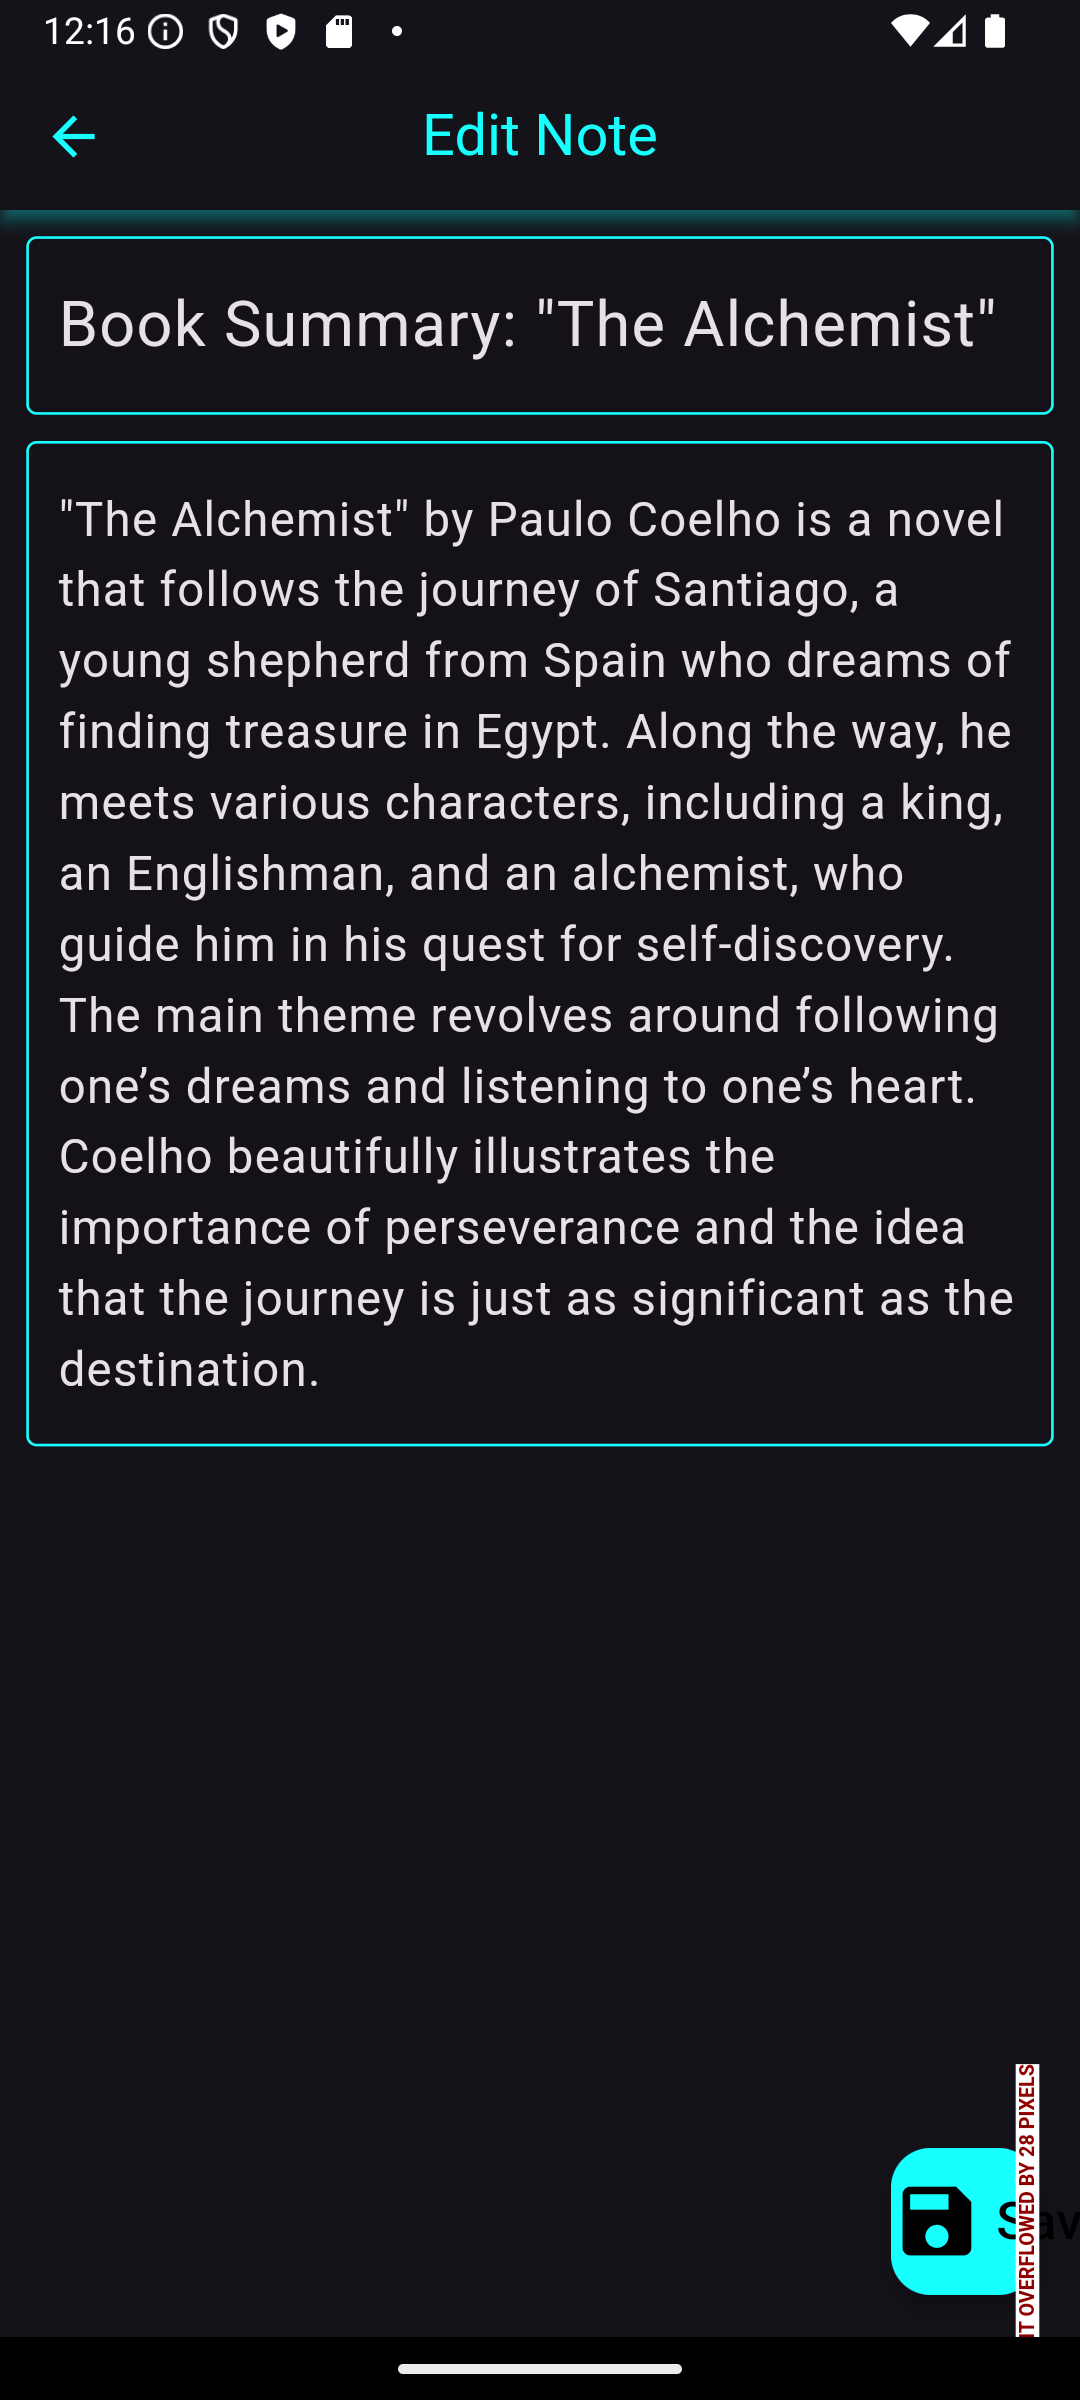 12:16
Edit Note
Book Summary: "The Alchemist"
"The Alchemist" by Paulo Coelho is a novel
that follows the journey of Santiago, a
young shepherd from Spain who dreams of
finding treasure in Egypt. Along the way, he
meets various characters, including a king,
an Englishman, and an alchemist, who
guide him in his quest for self-discovery.
The main theme revolves around following
one’s dreams and listening to one’s heart.
Coelho beautifully illustrates the
importance of perseverance and the idea
that the journey is just as significant as the
destination.
OVERFLOWED BY 28 PIXELS